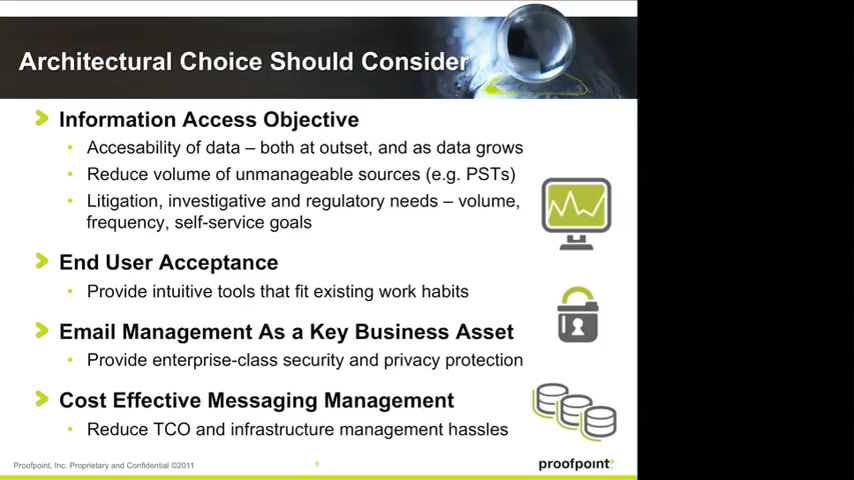 Architectural Choice Should Consider
Information Access Objective
• Accesability of data – both at outset, and as data grows
• Reduce volume of unmanageable sources (e.g. PSTs)
• Litigation, investigative and regulatory needs – volume,
frequency, self-service goals
End User Acceptance
• Provide intuitive tools that fit existing work habits
Email Management As a Key Business Asset
• Provide enterprise-class security and privacy protection
Cost Effective Messaging Management
• Reduce TCO and infrastructure management hassles
Proofpoint, Inc. Proprietary and Confidential ©2011
8
proofpoint